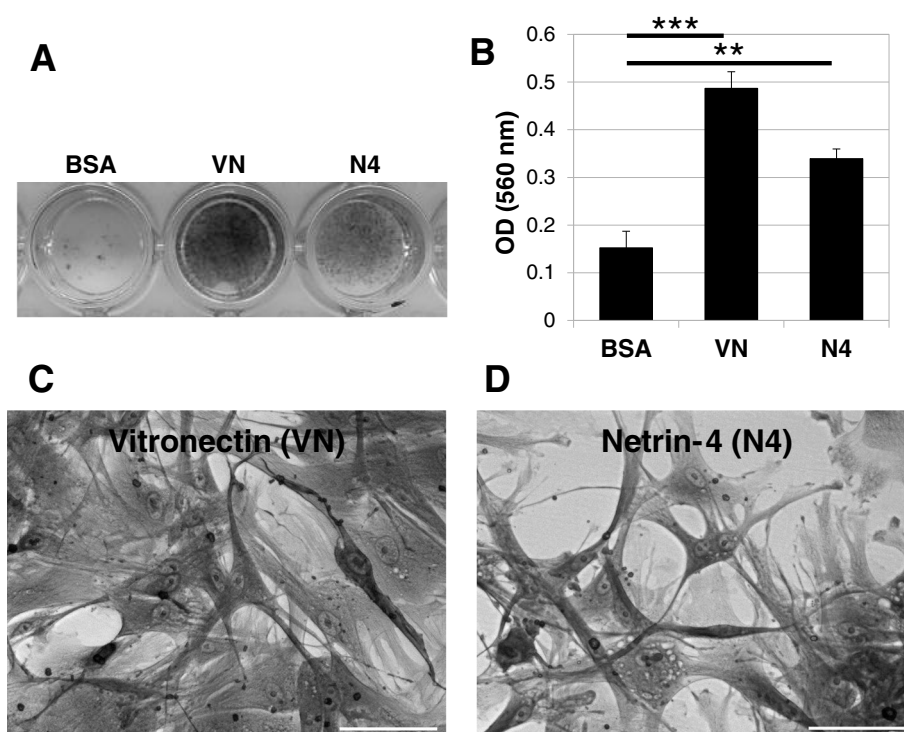 A
BSA VN N4
B
***
**
OD (560 nm)
0.6
0.5
0.4
0.3
0.2
0.1
0
BSA VN N4
C
Vitronectin (VN)
D
Netrin-4 (N4)